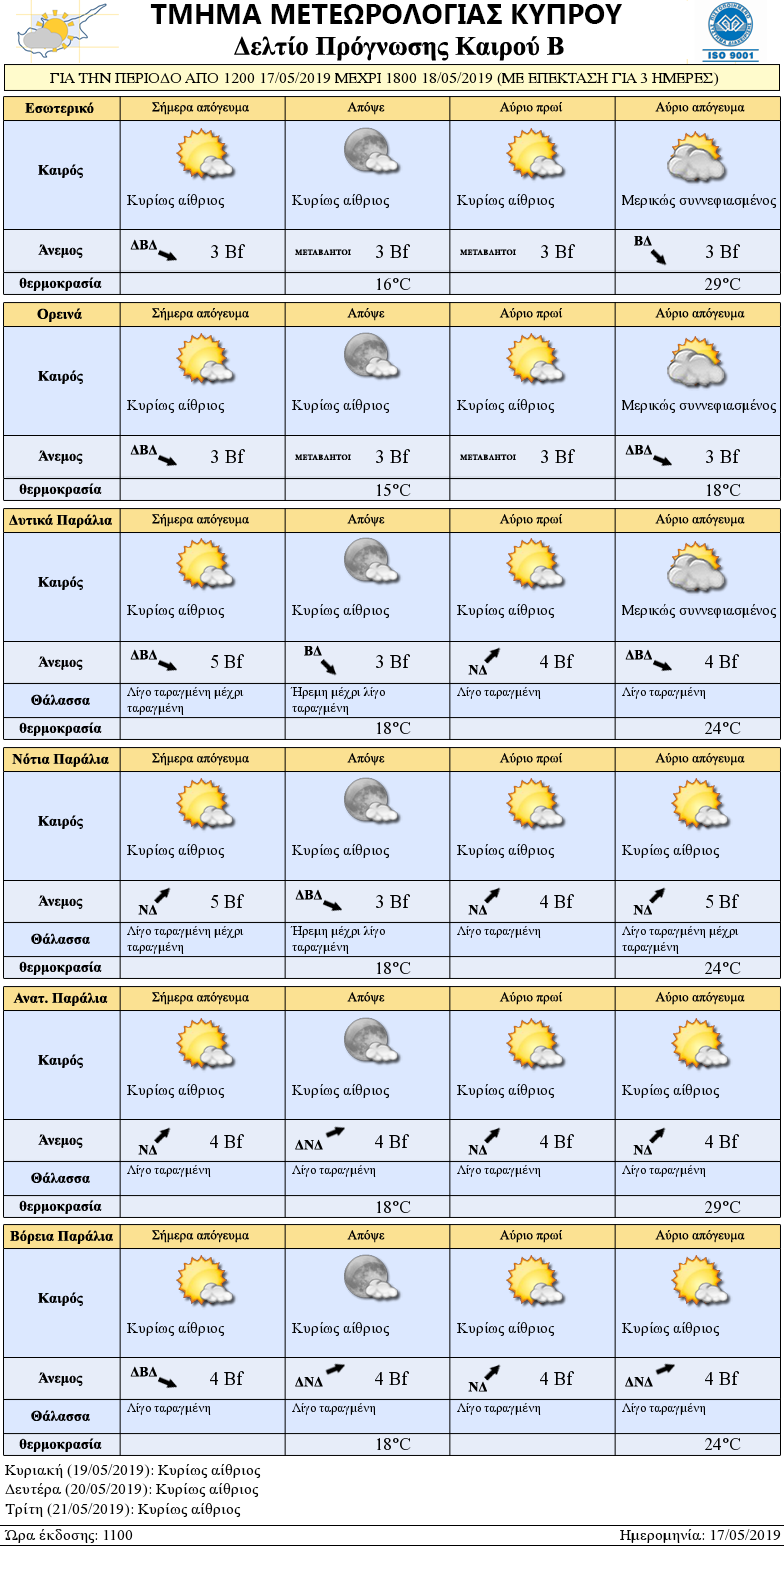 ΤΜΗΜΑ ΜΕΤΕΩΡΟΛΟΓΙΑΣ ΚΥΠΡΟΥ
Δελτίο Πρόγνωσης Καιρού Β
ISO 9001
ΓΙΑ ΤΗΝ ΠΕΡΙΟΔΟ ΑΠΟ 1200 17/05/2019 ΜΕΧΡΙ 1800 18/05/2019 (ΜΕ ΕΠΕΚΤΑΣΗ ΓΙΑ 3 ΗΜΕΡΕΣ)
Εσωτερικό Σήμερα απόγευμα Απόψε Αύριο πρωί Αύριο απόγευμα
Καιρός
Κυρίως αίθριος Κυρίως αίθριος Κυρίως αίθριος Μερικώς συννεφιασμένος
Άνεμος ΔΒΔ 3 Bf ΜΕΤΑΒΛΗΤΟΙ 3 Bf ΜΕΤΑΒΛΗΤΟΙ 3 Bf ΒΔ 3 Bf
θερμοκρασία 16°C 29°C
Ορεινά Σήμερα απόγευμα Απόψε Αύριο πρωί Αύριο απόγευμα
Καιρός
Κυρίως αίθριος Κυρίως αίθριος Κυρίως αίθριος Μερικώς συννεφιασμένος
Άνεμος ΔΒΔ 3 Bf ΜΕΤΑΒΛΗΤΟΙ 3 Bf ΜΕΤΑΒΛΗΤΟΙ 3 Bf ΔΒΔ 3 Bf
θερμοκρασία 15°C 18°C
Δυτικά Παράλια Σήμερα απόγευμα Απόψε Αύριο πρωί Αύριο απόγευμα
Καιρός
Κυρίως αίθριος Κυρίως αίθριος Κυρίως αίθριος Μερικώς συννεφιασμένος
Άνεμος ΔΒΔ 5 Bf ΒΔ 3 Bf ΝΔ 4 Bf ΔΒΔ 4 Bf
Θάλασσα Λίγο ταραγμένη μέχρι ταραγμένη Ήρεμη μέχρι λίγο ταραγμένη Λίγο ταραγμένη Λίγο ταραγμένη
θερμοκρασία 18°C 24°C
Νότια Παράλια Σήμερα απόγευμα Απόψε Αύριο πρωί Αύριο απόγευμα
Καιρός
Κυρίως αίθριος Κυρίως αίθριος Κυρίως αίθριος Κυρίως αίθριος
Άνεμος ΝΔ 5 Bf ΔΒΔ 3 Bf ΝΔ 4 Bf ΝΔ 5 Bf
Θάλασσα Λίγο ταραγμένη μέχρι ταραγμένη Ήρεμη μέχρι λίγο ταραγμένη Λίγο ταραγμένη Λίγο ταραγμένη μέχρι ταραγμένη
θερμοκρασία 18°C 24°C
Ανατ. Παράλια Σήμερα απόγευμα Απόψε Αύριο πρωί Αύριο απόγευμα
Καιρός
Κυρίως αίθριος Κυρίως αίθριος Κυρίως αίθριος Κυρίως αίθριος
Άνεμος ΝΔ 4 Bf ΔΝΔ 4 Bf ΝΔ 4 Bf ΝΔ 4 Bf
Θάλασσα Λίγο ταραγμένη Λίγο ταραγμένη Λίγο ταραγμένη Λίγο ταραγμένη
θερμοκρασία 18°C 29°C
Βόρεια Παράλια Σήμερα απόγευμα Απόψε Αύριο πρωί Αύριο απόγευμα
Καιρός
Κυρίως αίθριος Κυρίως αίθριος Κυρίως αίθριος Κυρίως αίθριος
Άνεμος ΔΒΔ 4 Bf ΔΝΔ 4 Bf ΝΔ 4 Bf ΔΝΔ 4 Bf
Θάλασσα Λίγο ταραγμένη Λίγο ταραγμένη Λίγο ταραγμένη Λίγο ταραγμένη
θερμοκρασία 18°C 24°C
Κυριακή (19/05/2019): Κυρίως αίθριος
Δευτέρα (20/05/2019): Κυρίως αίθριος
Τρίτη (21/05/2019): Κυρίως αίθριος
Ώρα έκδοσης: 1100 Ημερομηνία: 17/05/2019